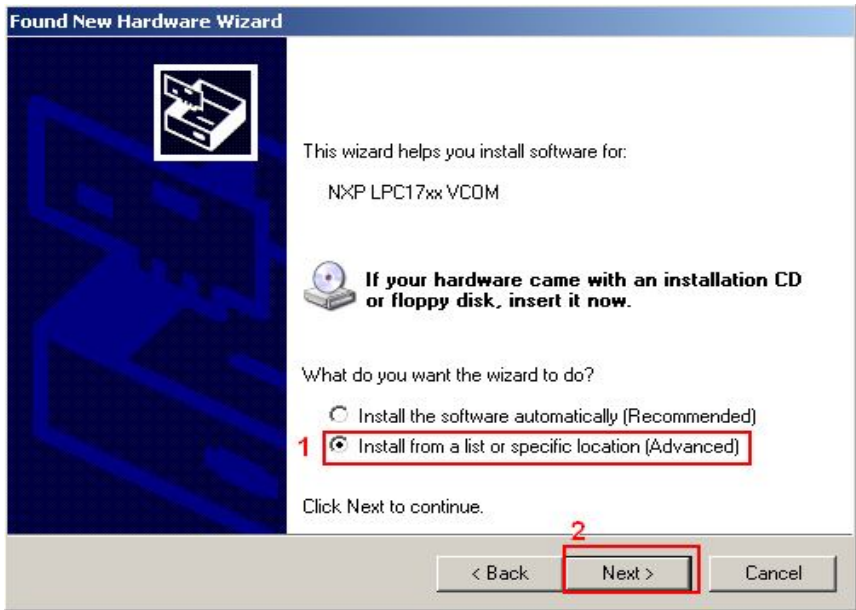 Found New Hardware Wizard
This wizard helps you install software for:
NXP LPC17xx VCOM
If your hardware came with an installation CD
or floppy disk, insert it now.
What do you want the wizard to do?
Install the software automatically (Recommended)
1 Install from a list or specific location (Advanced)
Click Next to continue.
2
< Back Next > Cancel